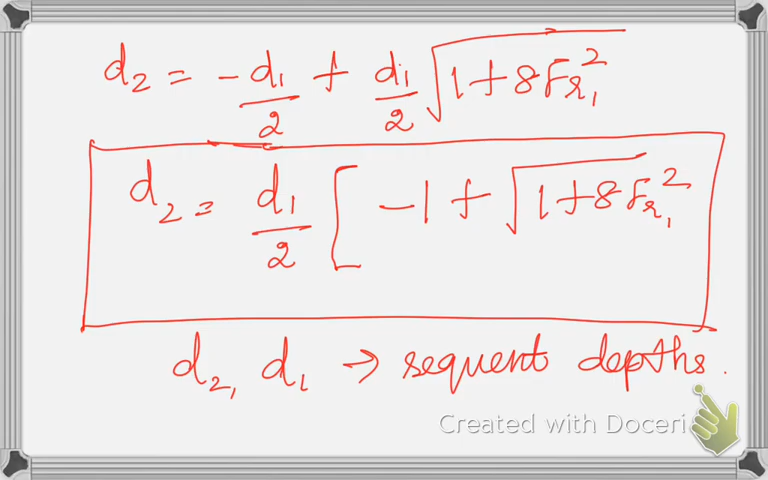 d₂ = -d₁/2 + d₁/2 √(1+8Fr₁²)
d₂ = d₁/2 [ -1 + √(1+8Fr₁²)
d₂, d₁ → sequent depths.
Created with Doceri